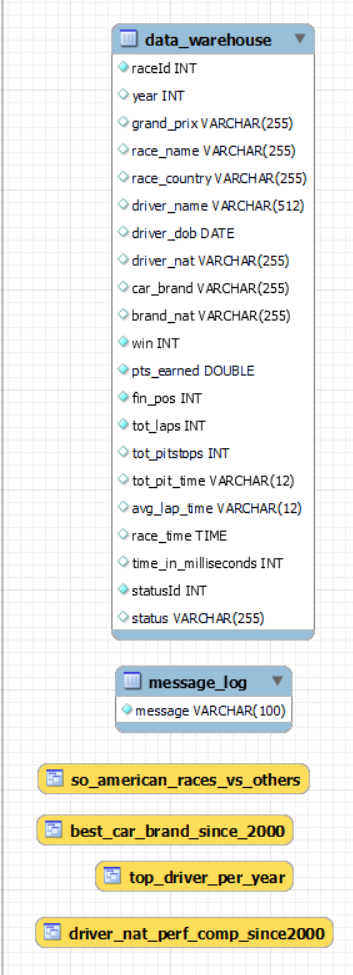 data_warehouse
raceId INT
year INT
grand_prix VARCHAR(255)
race_name VARCHAR(255)
race_country VARCHAR(255)
driver_name VARCHAR(512)
driver_dob DATE
driver_nat VARCHAR(255)
car_brand VARCHAR(255)
brand_nat VARCHAR(255)
win INT
pts_earned DOUBLE
fin_pos INT
tot_laps INT
tot_pitstops INT
tot_pit_time VARCHAR(12)
avg_lap_time VARCHAR(12)
race_time TIME
time_in_milliseconds INT
statusId INT
status VARCHAR(255)
message_log
message VARCHAR(100)
so_american_races_vs_others
best_car_brand_since_2000
top_driver_per_year
driver_nat_perf_comp_since2000